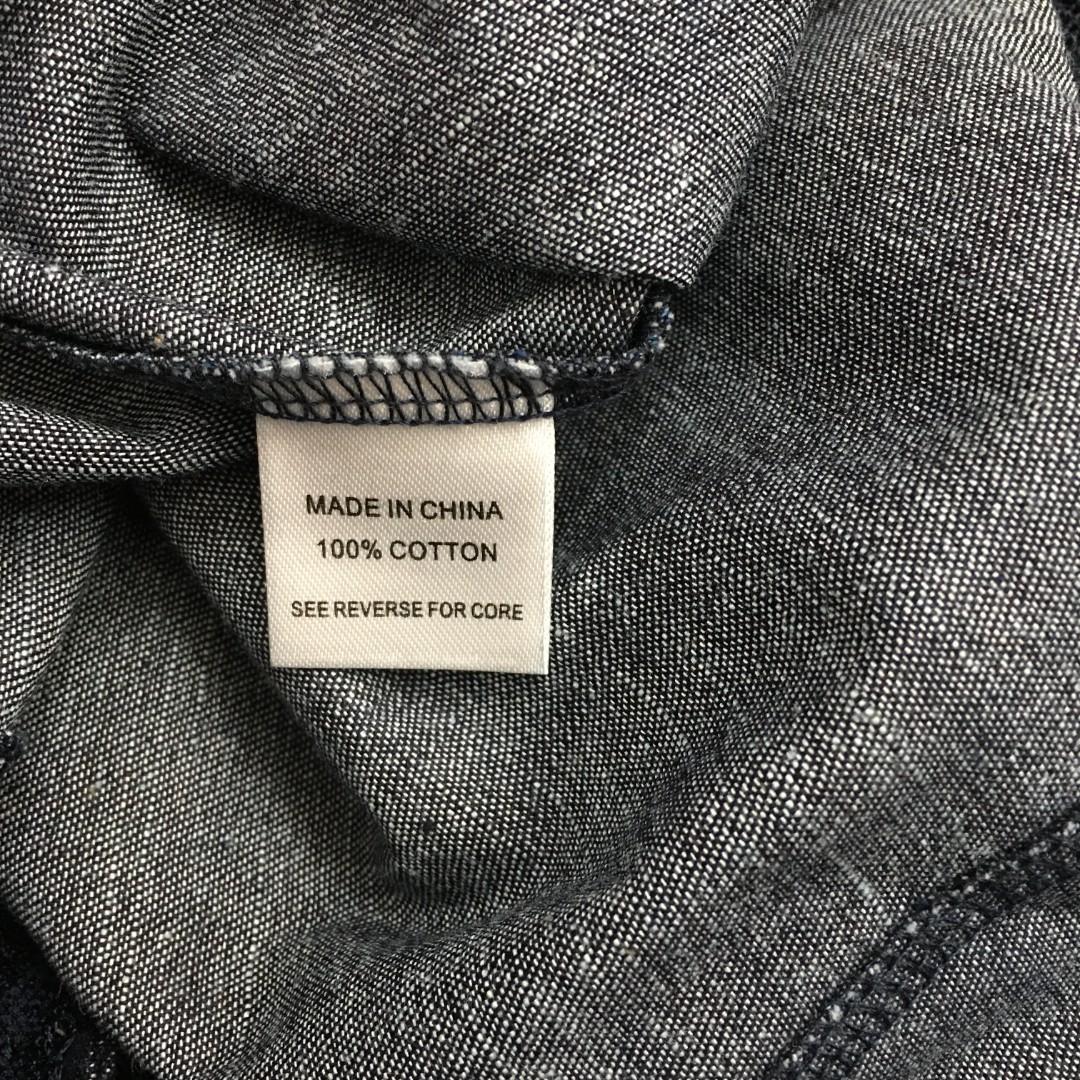 MADE IN CHINA
100% COTTON
SEE REVERSE FOR CORE